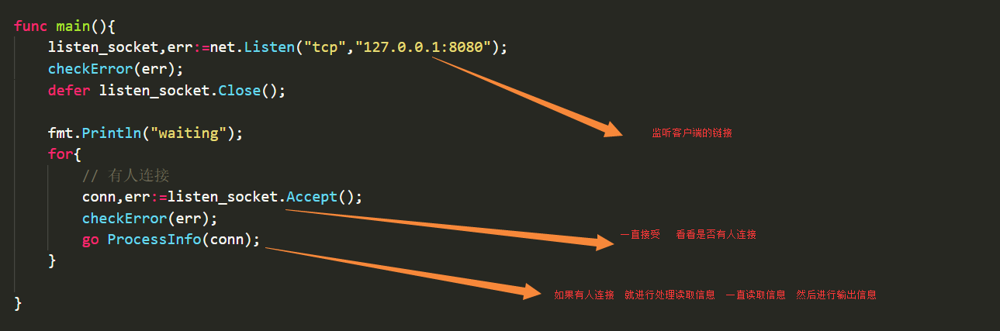 func main(){
listen_socket,err:=net.Listen("tcp","127.0.0.1:8080");
checkError(err);
defer listen_socket.Close();
fmt.Println("waiting");
监听客户端的链接
for{
// 有人连接
conn,err:=listen_socket.Accept();
checkError(err);
一直接受 看看是否有人连接
go ProcessInfo(conn);
}
如果有人连接 就进行处理读取信息 一直读取信息 然后进行输出信息
}